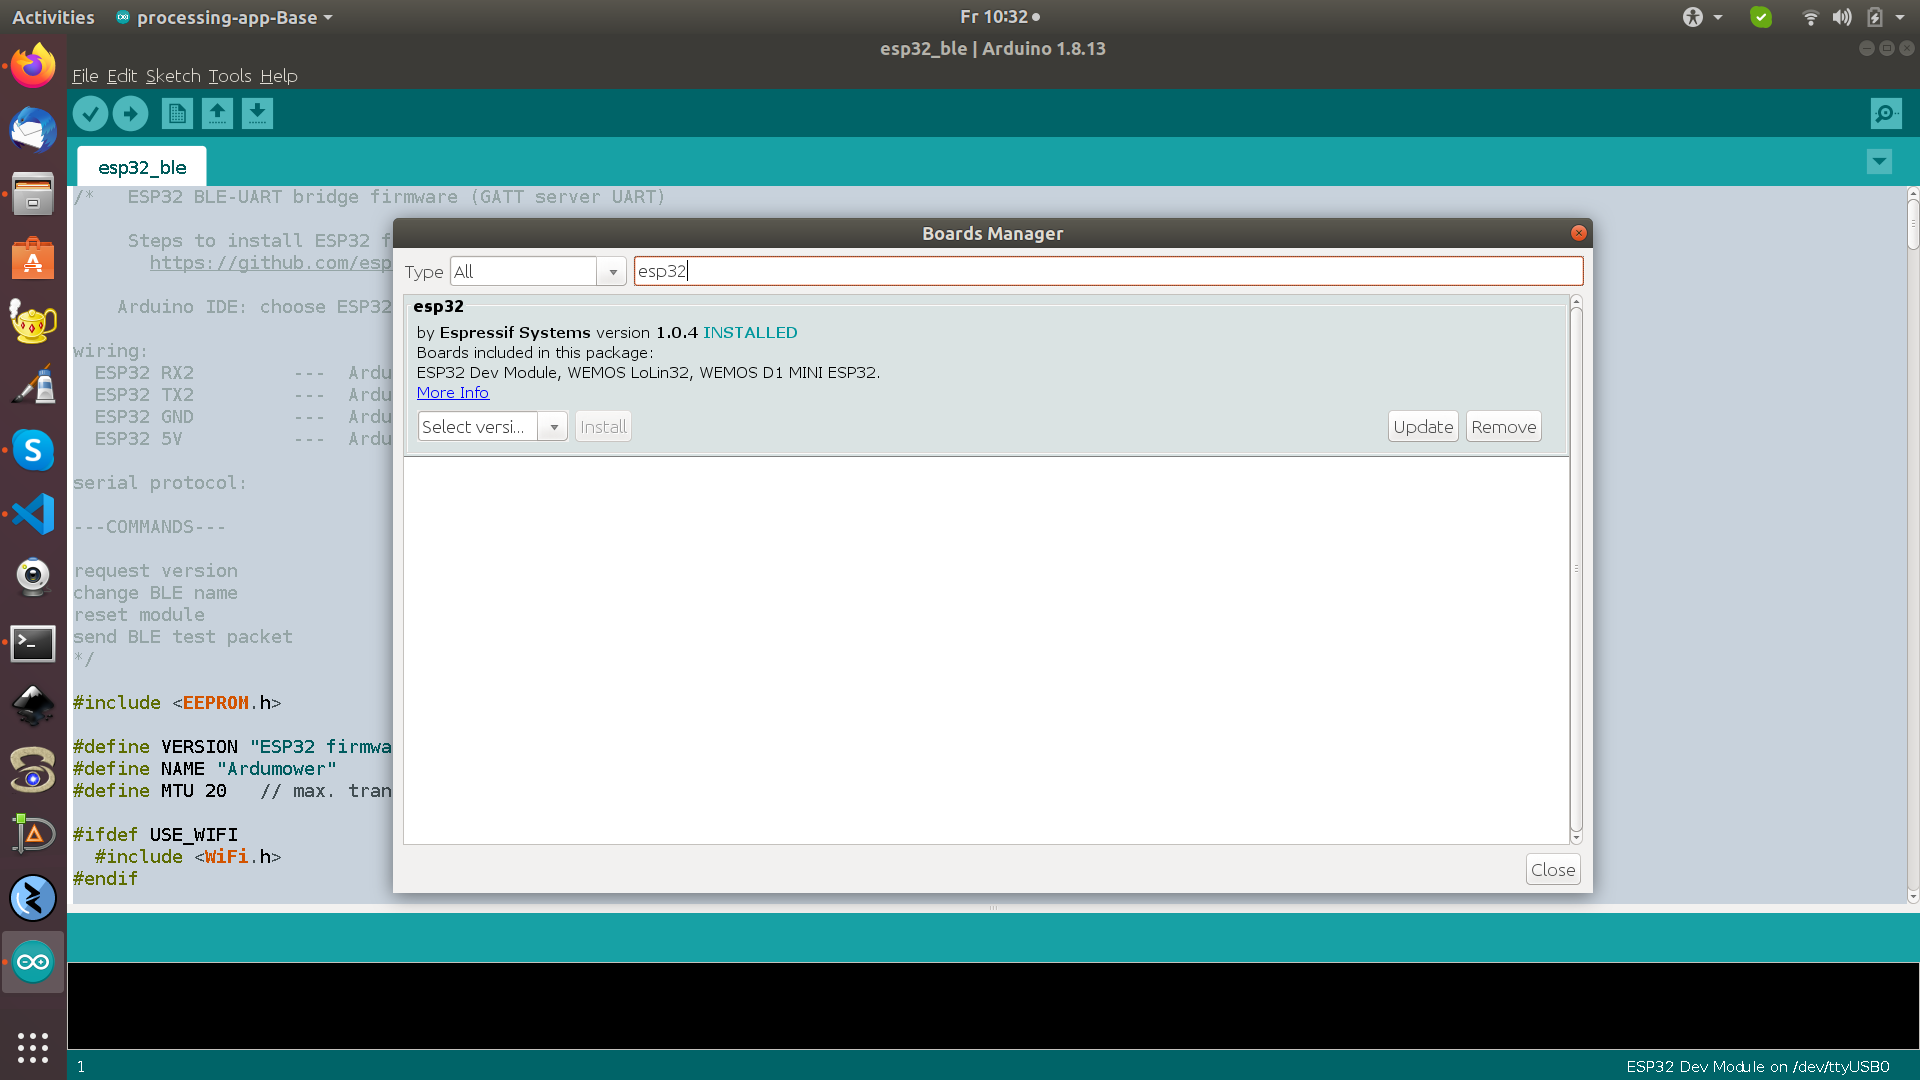 Activities processing-app-Base Fr 10:32
esp32_ble | Arduino 1.8.13
File Edit Sketch Tools Help
esp32_ble
/* ESP32 BLE-UART bridge firmware (GATT server UART)
Steps to install ESP32 f
https://github.com/esp
Arduino IDE: choose ESP32
wiring:
ESP32 RX2 --- Ardu
ESP32 TX2 --- Ardu
ESP32 GND --- Ardu
ESP32 5V --- Ardu
serial protocol:
---COMMANDS---
request version
change BLE name
reset module
send BLE test packet
*/
#include <EEPROM.h>
#define VERSION "ESP32 firmwa
#define NAME "Ardumower"
#define MTU 20 // max. tran
#ifdef USE_WIFI
#include <WiFi.h>
#endif
Boards Manager
Type All esp32
esp32
by Espressif Systems version 1.0.4 INSTALLED
Boards included in this package:
ESP32 Dev Module, WEMOS LoLin32, WEMOS D1 MINI ESP32.
More Info
Select versi... Install Update Remove
Close
1 ESP32 Dev Module on /dev/ttyUSB0